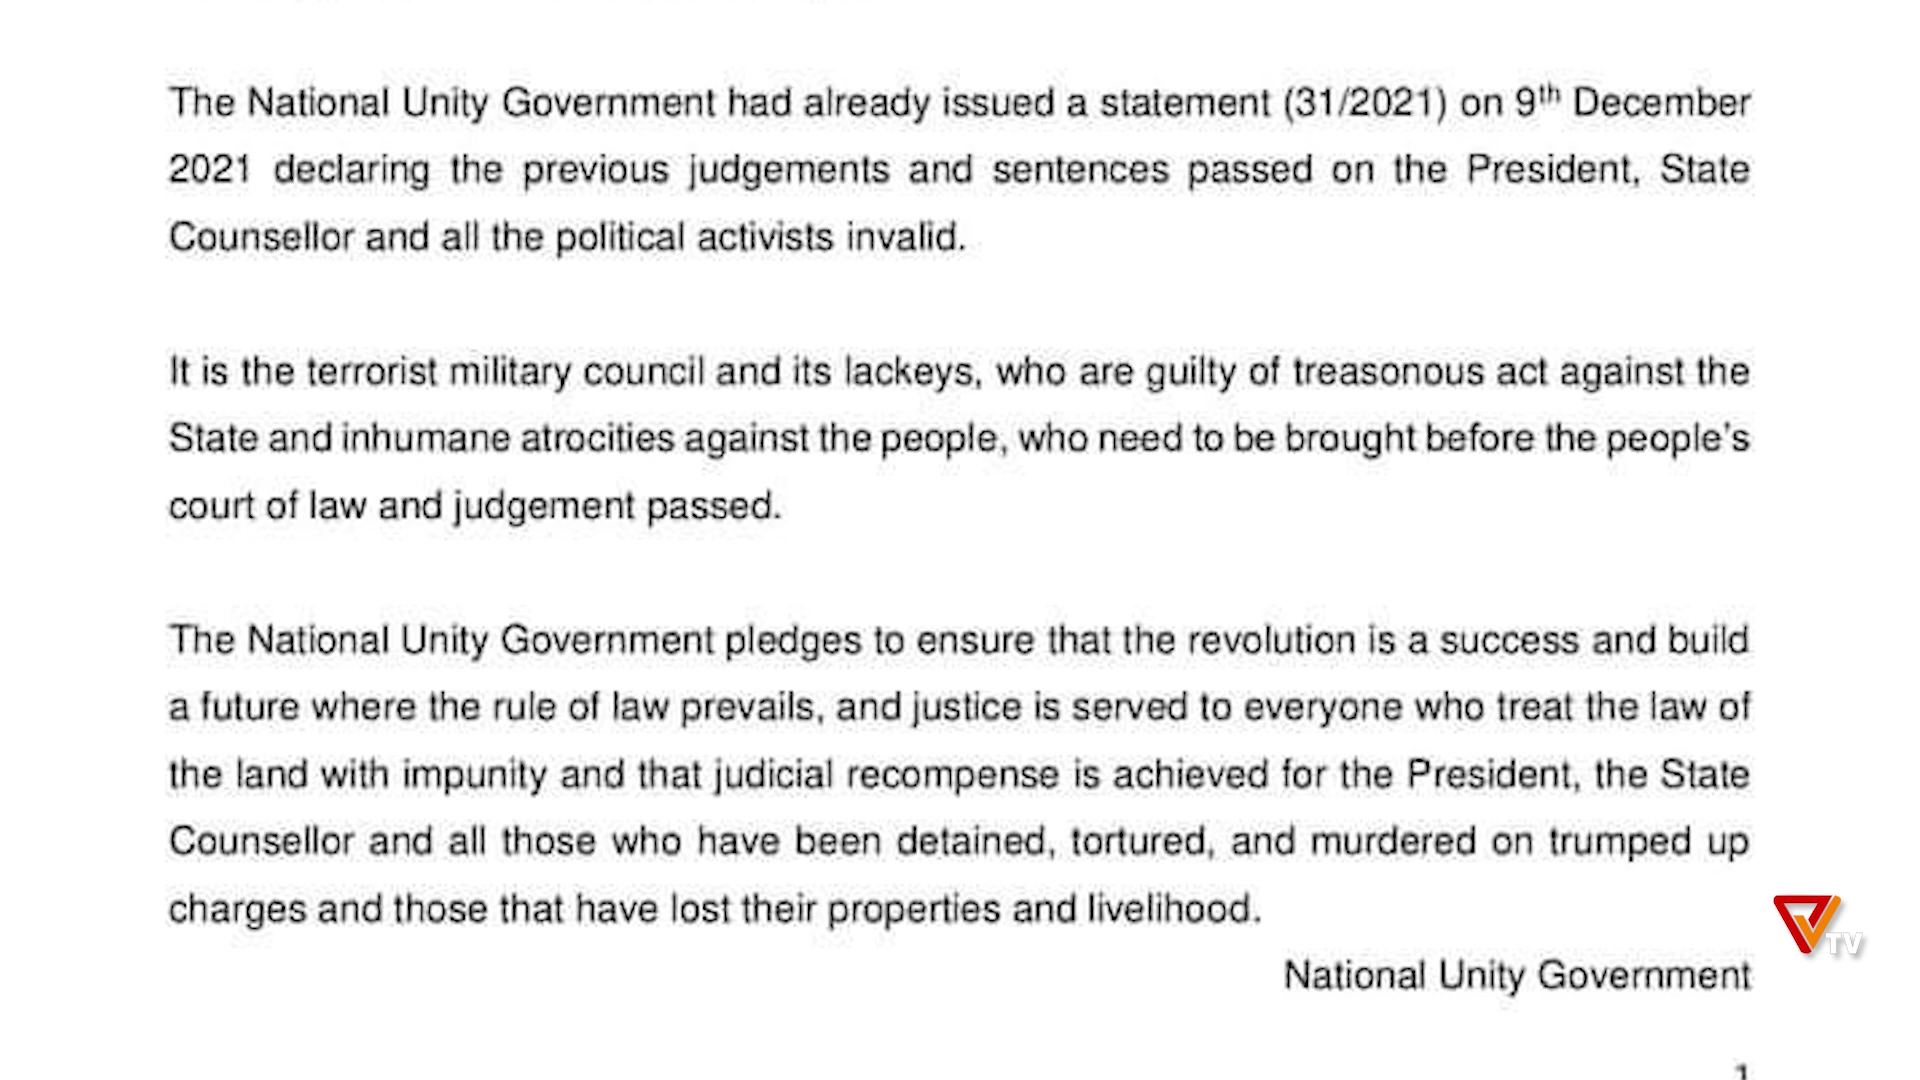 The National Unity Government had already issued a statement (31/2021) on 9th December
2021 declaring the previous judgements and sentences passed on the President, State
Counsellor and all the political activists invalid.
It is the terrorist military council and its lackeys, who are guilty of treasonous act against the
State and inhumane atrocities against the people, who need to be brought before the people's
court of law and judgement passed.
The National Unity Government pledges to ensure that the revolution is a success and build
a future where the rule of law prevails, and justice is served to everyone who treat the law of
the land with impunity and that judicial recompense is achieved for the President, the State
Counsellor and all those who have been detained, tortured, and murdered on trumped up
charges and those that have lost their properties and livelihood.
TV
National Unity Government
1